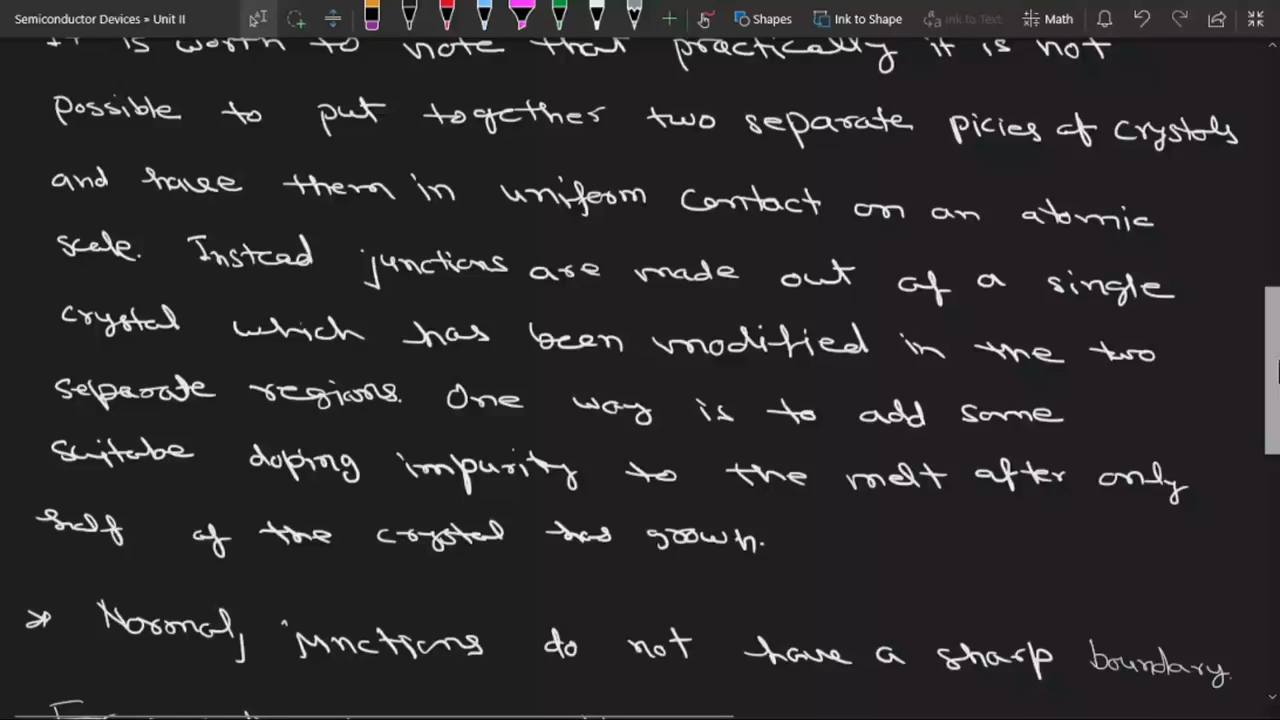 Semiconductor Devices » Unit II
Shapes
Ink to Shape
Ink to Text
Math
It is worth to note that practically it is not
possible to put together two separate picies of crystals
and have them in uniform contact on an atomic
scale. Instead junctions are made out of a single
crystal which has been modified in the two
separate regions. One way is to add some
suitabe doping impurity to the melt after only
half of the crystal has grown.
* Normal, junctions do not have a sharp boundary.